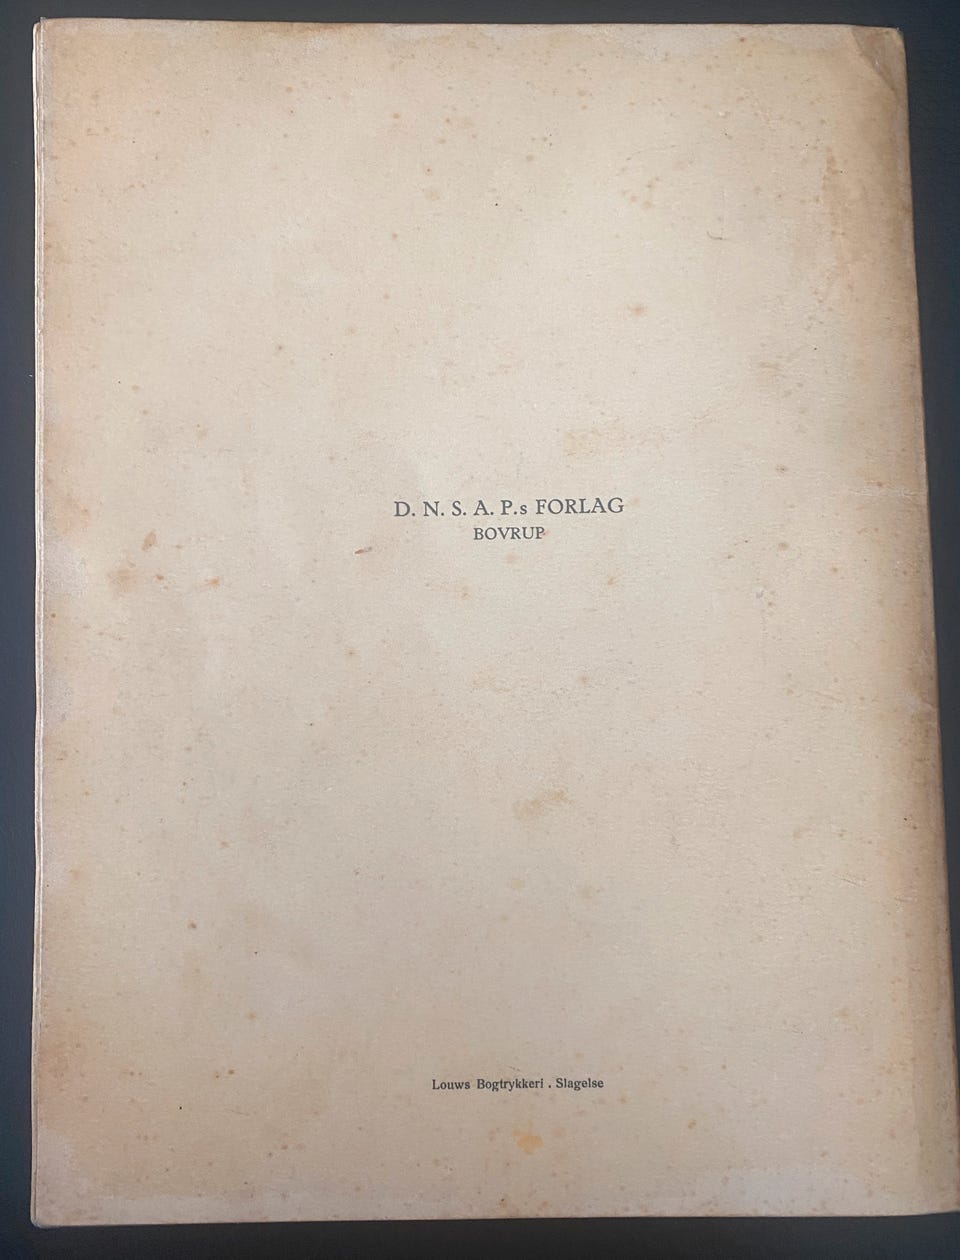 D. N. S. A. P.s FORLAG
BOVRUP
Louws Bogtrykkeri . Slagelse